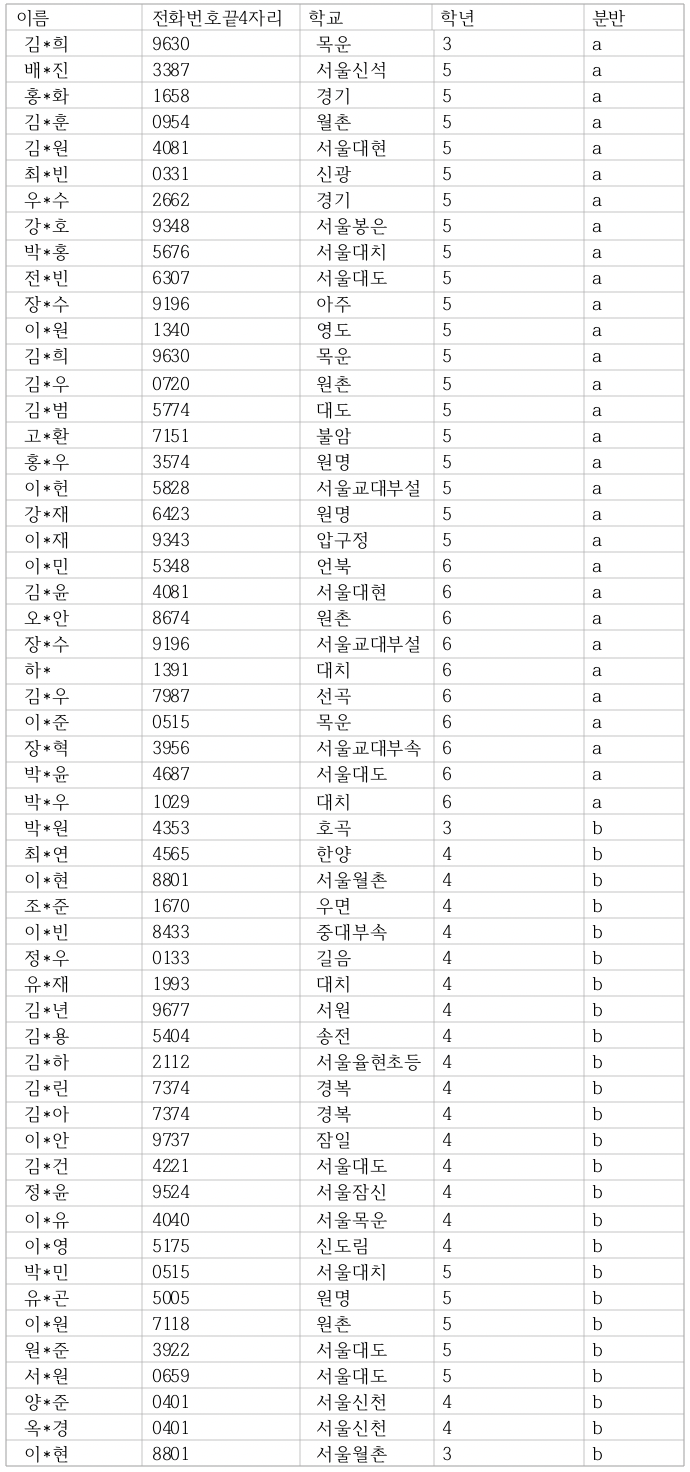 이름 전화번호끝4자리 학교 학년 분반
김*희 9630 목운 3 a
배*진 3387 서울신석 5 a
홍*화 1658 경기 5 a
김*훈 0954 월촌 5 a
김*원 4081 서울대현 5 a
최*빈 0331 신광 5 a
우*수 2662 경기 5 a
강*호 9348 서울봉은 5 a
박*홍 5676 서울대치 5 a
전*빈 6307 서울대도 5 a
장*수 9196 아주 5 a
이*원 1340 영도 5 a
김*희 9630 목운 5 a
김*우 0720 원촌 5 a
김*범 5774 대도 5 a
고*환 7151 불암 5 a
홍*우 3574 원명 5 a
이*헌 5828 서울교대부설 5 a
강*재 6423 원명 5 a
이*재 9343 압구정 5 a
이*민 5348 언북 6 a
김*윤 4081 서울대현 6 a
오*안 8674 원촌 6 a
장*수 9196 서울교대부설 6 a
하* 1391 대치 6 a
김*우 7987 선곡 6 a
이*준 0515 목운 6 a
장*혁 3956 서울교대부속 6 a
박*윤 4687 서울대도 6 a
박*우 1029 대치 6 a
박*원 4353 호곡 3 b
최*연 4565 한양 4 b
이*현 8801 서울월촌 4 b
조*준 1670 우면 4 b
이*빈 8433 중대부속 4 b
정*우 0133 길음 4 b
유*재 1993 대치 4 b
김*년 9677 서원 4 b
김*용 5404 송전 4 b
김*하 2112 서울율현초등 4 b
김*린 7374 경복 4 b
김*아 7374 경복 4 b
이*안 9737 잠일 4 b
김*건 4221 서울대도 4 b
정*윤 9524 서울잠신 4 b
이*유 4040 서울목운 4 b
이*영 5175 신도림 4 b
박*민 0515 서울대치 5 b
유*곤 5005 원명 5 b
이*원 7118 원촌 5 b
원*준 3922 서울대도 5 b
서*원 0659 서울대도 5 b
양*준 0401 서울신천 4 b
옥*경 0401 서울신천 4 b
이*현 8801 서울월촌 3 b